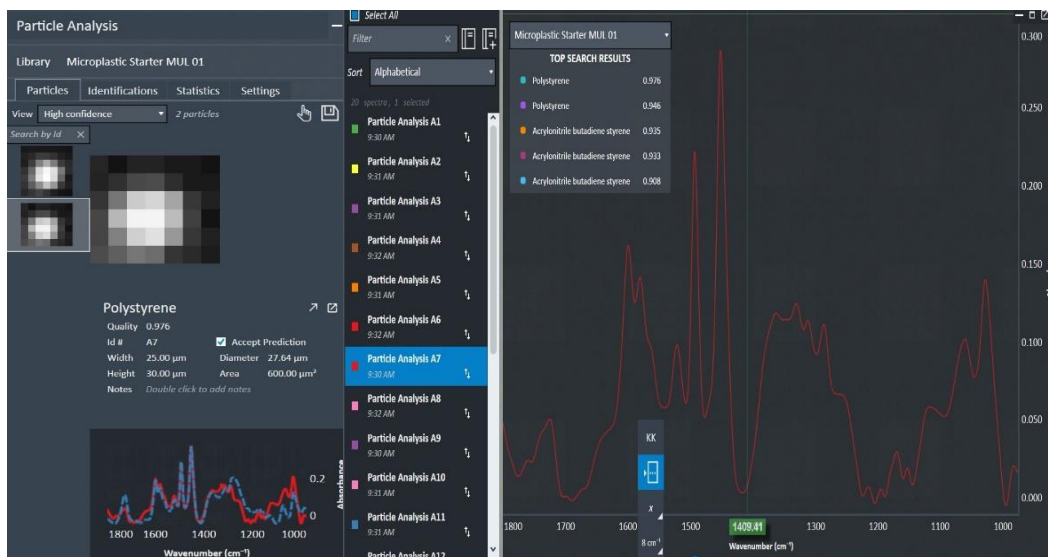 Particle Analysis
Library Microplastic Starter MUL 01
Particles Identifications Statistics Settings
View High confidence 2 particles
Search by Id
Polystyrene
Quality 0.976
Id # A7 Accept Prediction
Width 25.00 µm Diameter 27.64 µm
Height 30.00 µm Area 600.00 µm²
Notes Double click to add notes
0.2
0
Absorbance
1800 1600 1400 1200 1000
Wavenumber (cm⁻¹)
Select All
Filter
Sort Alphabetical
20 spectra, 1 selected
Particle Analysis A1
9:30 AM
Particle Analysis A2
9:31 AM
Particle Analysis A3
9:31 AM
Particle Analysis A4
9:32 AM
Particle Analysis A5
9:31 AM
Particle Analysis A6
9:32 AM
Particle Analysis A7
9:30 AM
Particle Analysis A8
9:32 AM
Particle Analysis A9
9:30 AM
Particle Analysis A10
9:31 AM
Particle Analysis A11
9:31 AM
Particle Analysis A12
Microplastic Starter MUL 01
TOP SEARCH RESULTS
Polystyrene 0.976
Polystyrene 0.946
Acrylonitrile butadiene styrene 0.935
Acrylonitrile butadiene styrene 0.933
Acrylonitrile butadiene styrene 0.908
0.300
0.250
0.200
0.150
0.100
0.050
0.000
KK
x
8 cm⁻¹
1800 1700 1600 1500 1409.41 1300 1200 1100 1000
Wavenumber (cm⁻¹)